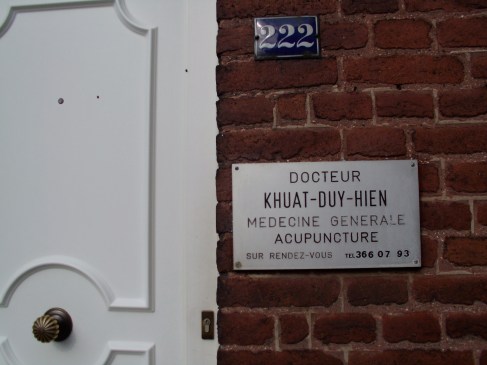 222
DOCTEUR
KHUAT-DUY-HIEN
MEDECINE GENERALE
ACUPUNCTURE
SUR RENDEZ-VOUS TEL 366 07 93